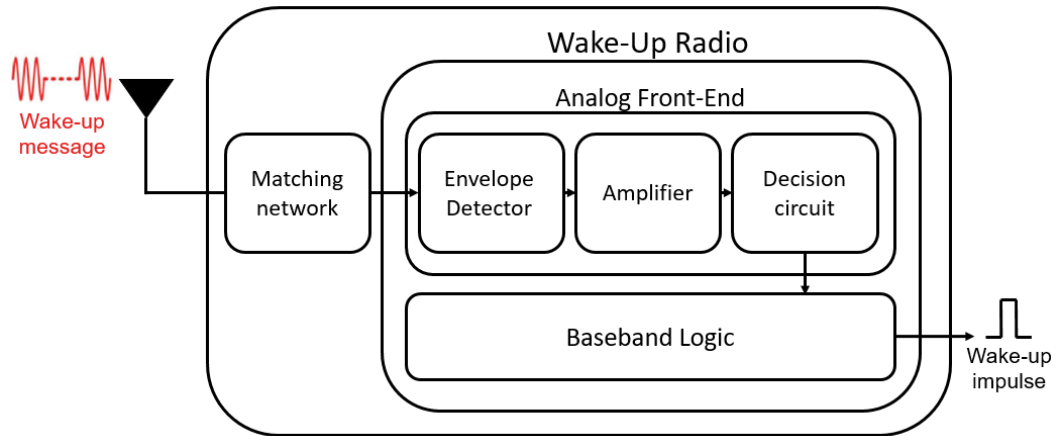 Wake-Up Radio
Wake-up
message
Analog Front-End
Matching
network
Envelope
Detector
Amplifier
Decision
circuit
Baseband Logic
Wake-up
impulse